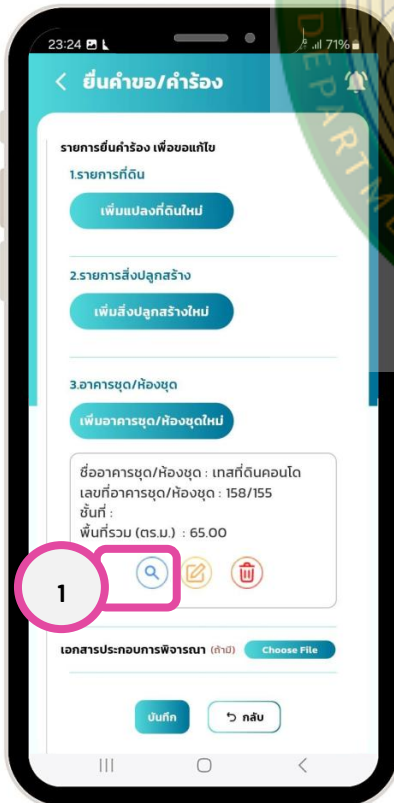 DEPARTME
23:24
71%
ยื่นคำขอ/คำร้อง
รายการยื่นคำร้อง เพื่อขอแก้ไข
1.รายการที่ดิน
เพิ่มแปลงที่ดินใหม่
2.รายการสิ่งปลูกสร้าง
เพิ่มสิ่งปลูกสร้างใหม่
3.อาคารชุด/ห้องชุด
เพิ่มอาคารชุด/ห้องชุดใหม่
ชื่ออาคารชุด/ห้องชุด : เทสที่ดินคอนโด
เลขที่อาคารชุด/ห้องชุด : 158/155
ชั้นที่ :
พื้นที่รวม (ตร.ม.) : 65.00
1
เอกสารประกอบการพิจารณา (ถ้ามี) Choose File
บันทึก กลับ